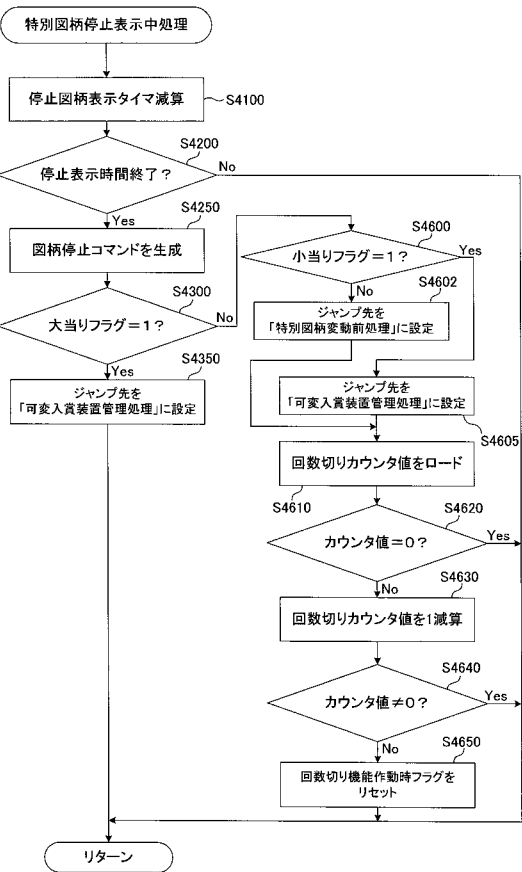 特別図柄停止表示中処理
停止図柄表示タイマ減算
S4100
S4200
停止表示時間終了?
No
Yes
S4250
図柄停止コマンドを生成
S4300
大当りフラグ=1?
No
Yes
S4350
ジャンプ先を
「可変入賞装置管理処理」に設定
S4600
小当りフラグ=1?
Yes
No
S4602
ジャンプ先を
「特別図柄変動前処理」に設定
ジャンプ先を
「可変入賞装置管理処理」に設定
S4605
回数切りカウンタ値をロード
S4610
S4620
カウンタ値=0?
Yes
No
S4630
回数切りカウンタ値を1減算
S4640
カウンタ値≠0?
Yes
No
S4650
回数切り機能作動時フラグを
リセット
リターン